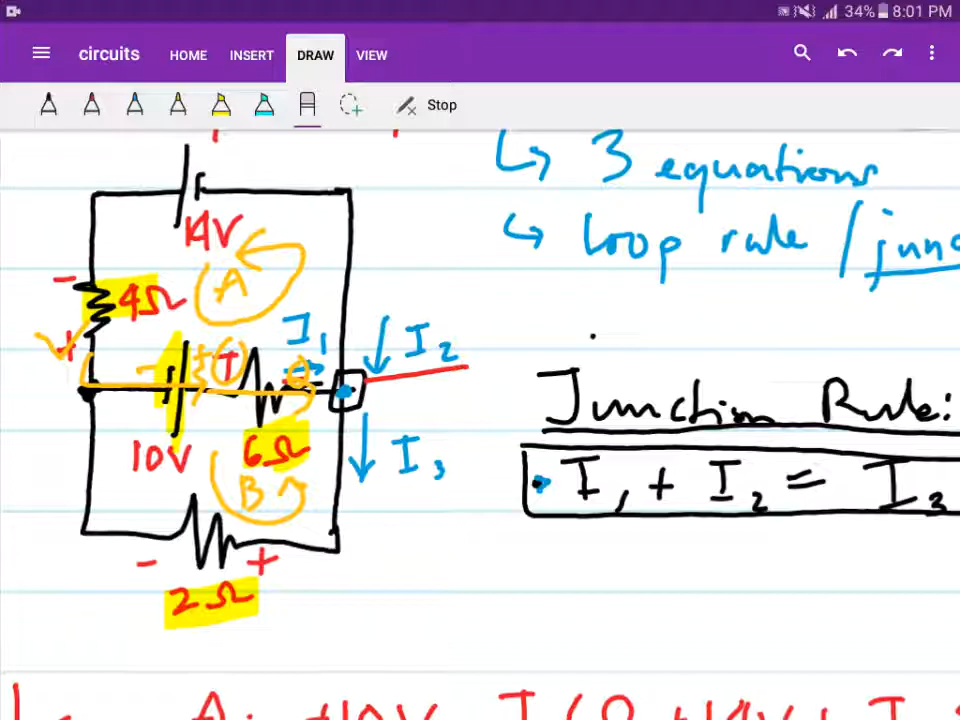 34% 8:01 PM
circuits HOME INSERT DRAW VIEW
Stop
↳ 3 equations
↳ loop rule /
14V
A
- 4Ω
+
I₁
I₂
- + +
10V
6Ω
I₃
B
- +
2Ω
Junction Rule:
• I₁ + I₂ = I₃